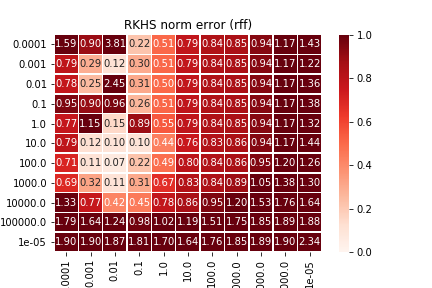 RKHS norm error (rff)
0.0001 1.59 0.90 3.81 0.22 0.51 0.79 0.84 0.85 0.94 1.17 1.43 1.0
0.001 0.79 0.29 0.12 0.30 0.51 0.79 0.84 0.85 0.94 1.17 1.22
0.01 0.78 0.25 2.45 0.31 0.50 0.79 0.84 0.85 0.94 1.17 1.36 0.8
0.1 0.95 0.90 0.96 0.26 0.51 0.79 0.84 0.85 0.94 1.17 1.38
1.0 0.77 1.15 0.15 0.89 0.55 0.79 0.84 0.85 0.94 1.17 1.32 0.6
10.0 0.79 0.12 0.10 0.10 0.44 0.76 0.83 0.86 0.94 1.17 1.44
100.0 0.71 0.11 0.07 0.22 0.49 0.80 0.84 0.86 0.95 1.20 1.26 0.4
1000.0 0.69 0.32 0.11 0.31 0.67 0.83 0.84 0.89 1.05 1.38 1.30
10000.0 1.33 0.77 0.42 0.45 0.78 0.86 0.95 1.20 1.53 1.76 1.64 0.2
100000.0 1.79 1.64 1.24 0.98 1.02 1.19 1.51 1.75 1.85 1.89 1.88
1e-05 1.90 1.90 1.87 1.81 1.70 1.64 1.76 1.85 1.89 1.90 2.34 0.0
.0001 0.001 0.01 0.1 1.0 10.0 100.0 000.0 000.0 000.0 1e-05